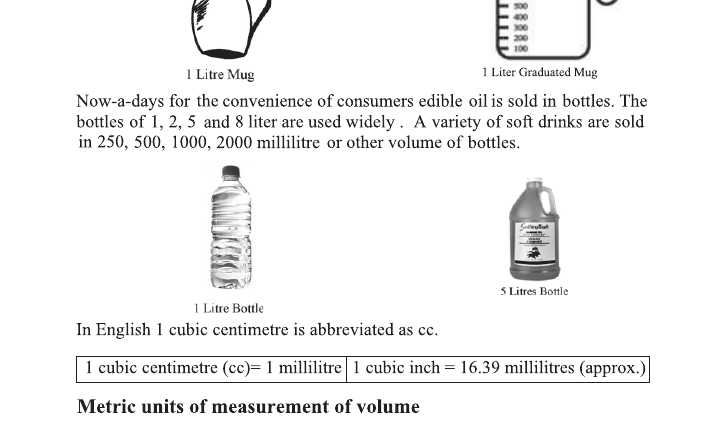 500
400
300
200
100
1 Litre Mug
1 Liter Graduated Mug
Now-a-days for the convenience of consumers edible oil is sold in bottles. The
bottles of 1, 2, 5 and 8 liter are used widely . A variety of soft drinks are sold
in 250, 500, 1000, 2000 millilitre or other volume of bottles.
1 Litre Bottle
5 Litres Bottle
In English 1 cubic centimetre is abbreviated as cc.
1 cubic centimetre (cc)= 1 millilitre 1 cubic inch = 16.39 millilitres (approx.)
Metric units of measurement of volume